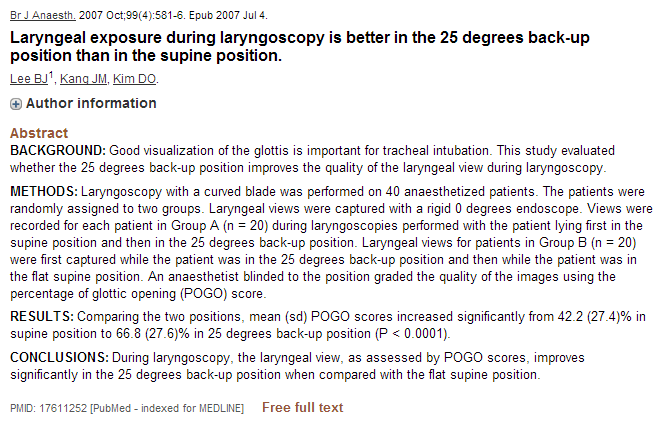 Br J Anaesth. 2007 Oct;99(4):581-6. Epub 2007 Jul 4.
Laryngeal exposure during laryngoscopy is better in the 25 degrees back-up
position than in the supine position.
Lee BJ1, Kang JM, Kim DO.
Author information
Abstract
BACKGROUND: Good visualization of the glottis is important for tracheal intubation. This study evaluated
whether the 25 degrees back-up position improves the quality of the laryngeal view during laryngoscopy.
METHODS: Laryngoscopy with a curved blade was performed on 40 anaesthetized patients. The patients were
randomly assigned to two groups. Laryngeal views were captured with a rigid 0 degrees endoscope. Views were
recorded for each patient in Group A (n = 20) during laryngoscopies performed with the patient lying first in the
supine position and then in the 25 degrees back-up position. Laryngeal views for patients in Group B (n = 20)
were first captured while the patient was in the 25 degrees back-up position and then while the patient was in
the flat supine position. An anaesthetist blinded to the position graded the quality of the images using the
percentage of glottic opening (POGO) score.
RESULTS: Comparing the two positions, mean (sd) POGO scores increased significantly from 42.2 (27.4)% in
supine position to 66.8 (27.6)% in 25 degrees back-up position (P < 0.0001).
CONCLUSIONS: During laryngoscopy, the laryngeal view, as assessed by POGO scores, improves
significantly in the 25 degrees back-up position when compared with the flat supine position.
PMID: 17611252 [PubMed - indexed for MEDLINE] Free full text